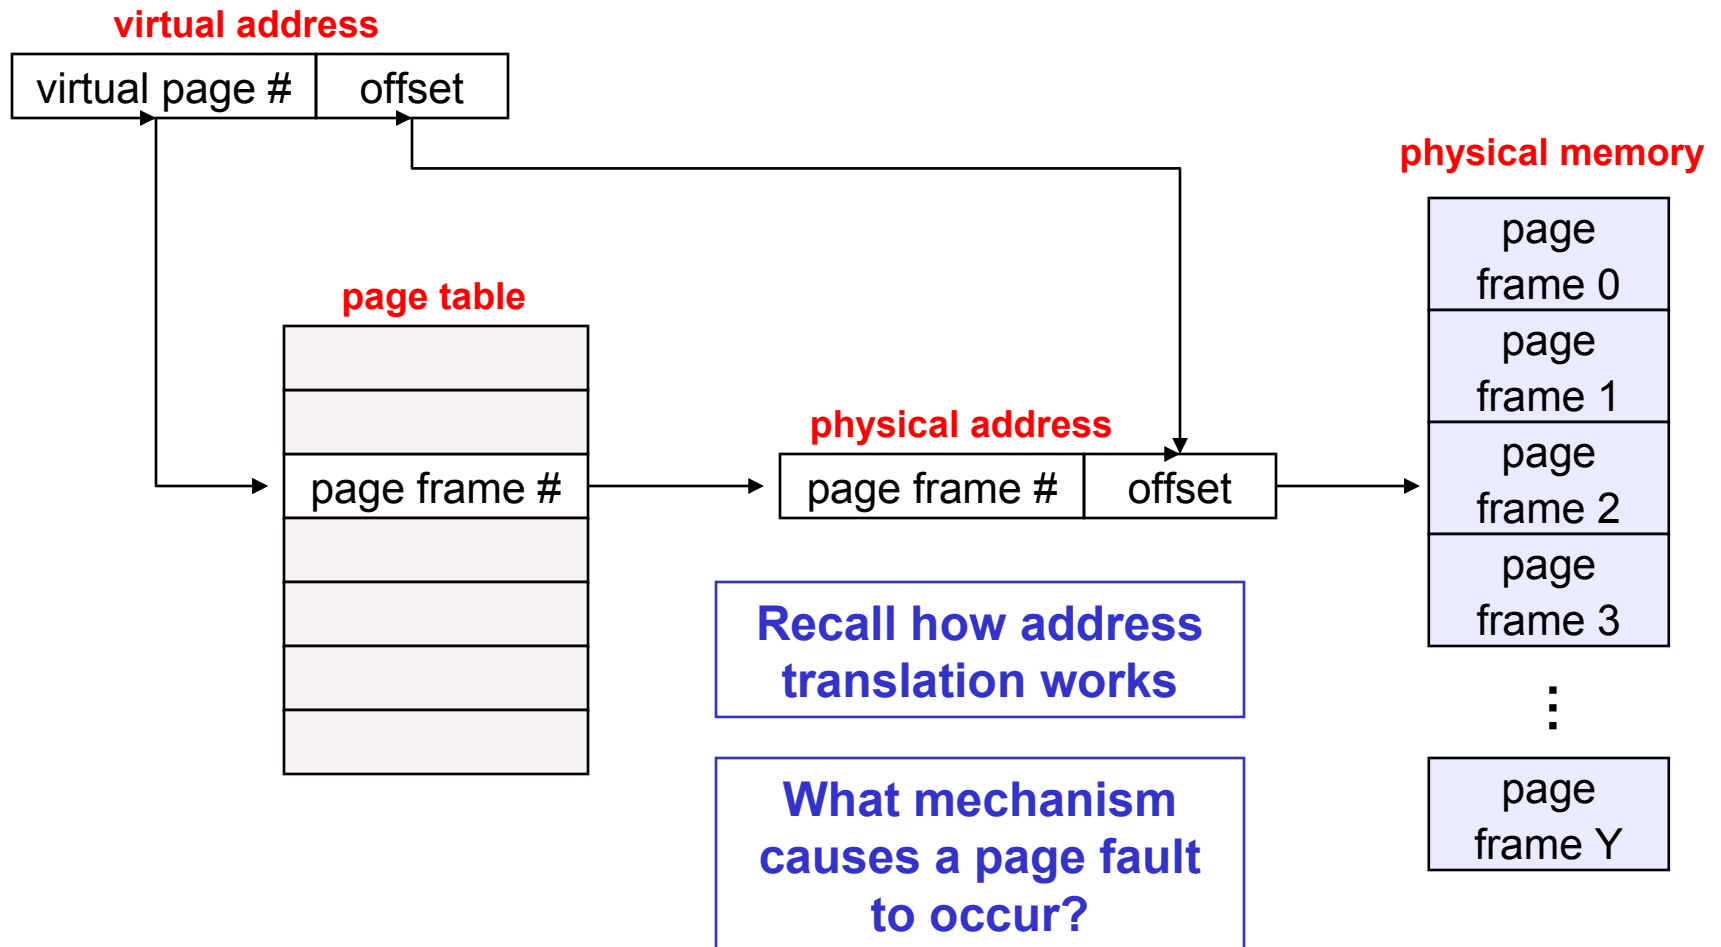 virtual address
virtual page #
offset
physical memory
page
frame 0
page
frame 1
page
frame 2
page
frame 3
⋮
page
frame Y
page table
page frame #
physical address
page frame #
offset
Recall how address
translation works
What mechanism
causes a page fault
to occur?